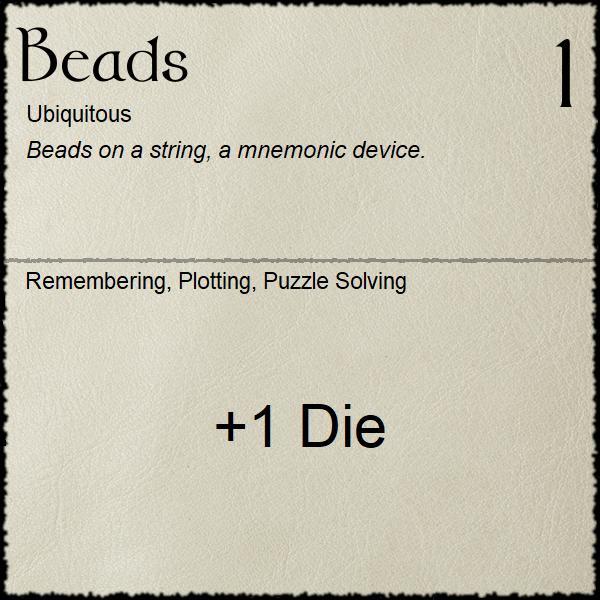 Beads
1
Ubiquitous
Beads on a string, a mnemonic device.
Remembering, Plotting, Puzzle Solving
+1 Die